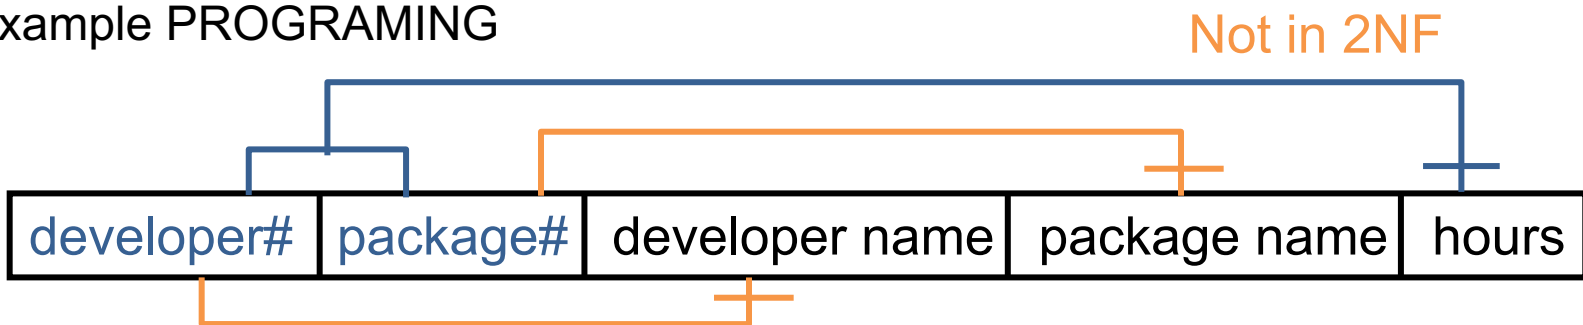 xample PROGRAMING
Not in 2NF
developer# package# developer name package name hours